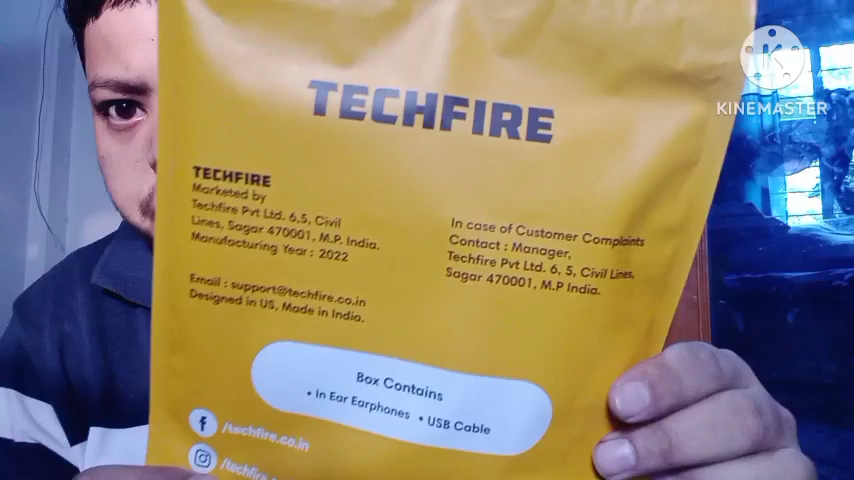 KINEMASTER
TECHFIRE
TECHFIRE
Marketed by
Techfire Pvt Ltd. 6,5, Civil
Lines, Sagar 470001, M.P. India.
Manufacturing Year : 2022
Email : support@techfire.co.in
Designed in US, Made in India.
In case of Customer Complaints
Contact : Manager,
Techfire Pvt Ltd. 6, 5, Civil Lines,
Sagar 470001, M.P India.
Box Contains
• In Ear Earphones • USB Cable
/techfire.co.in